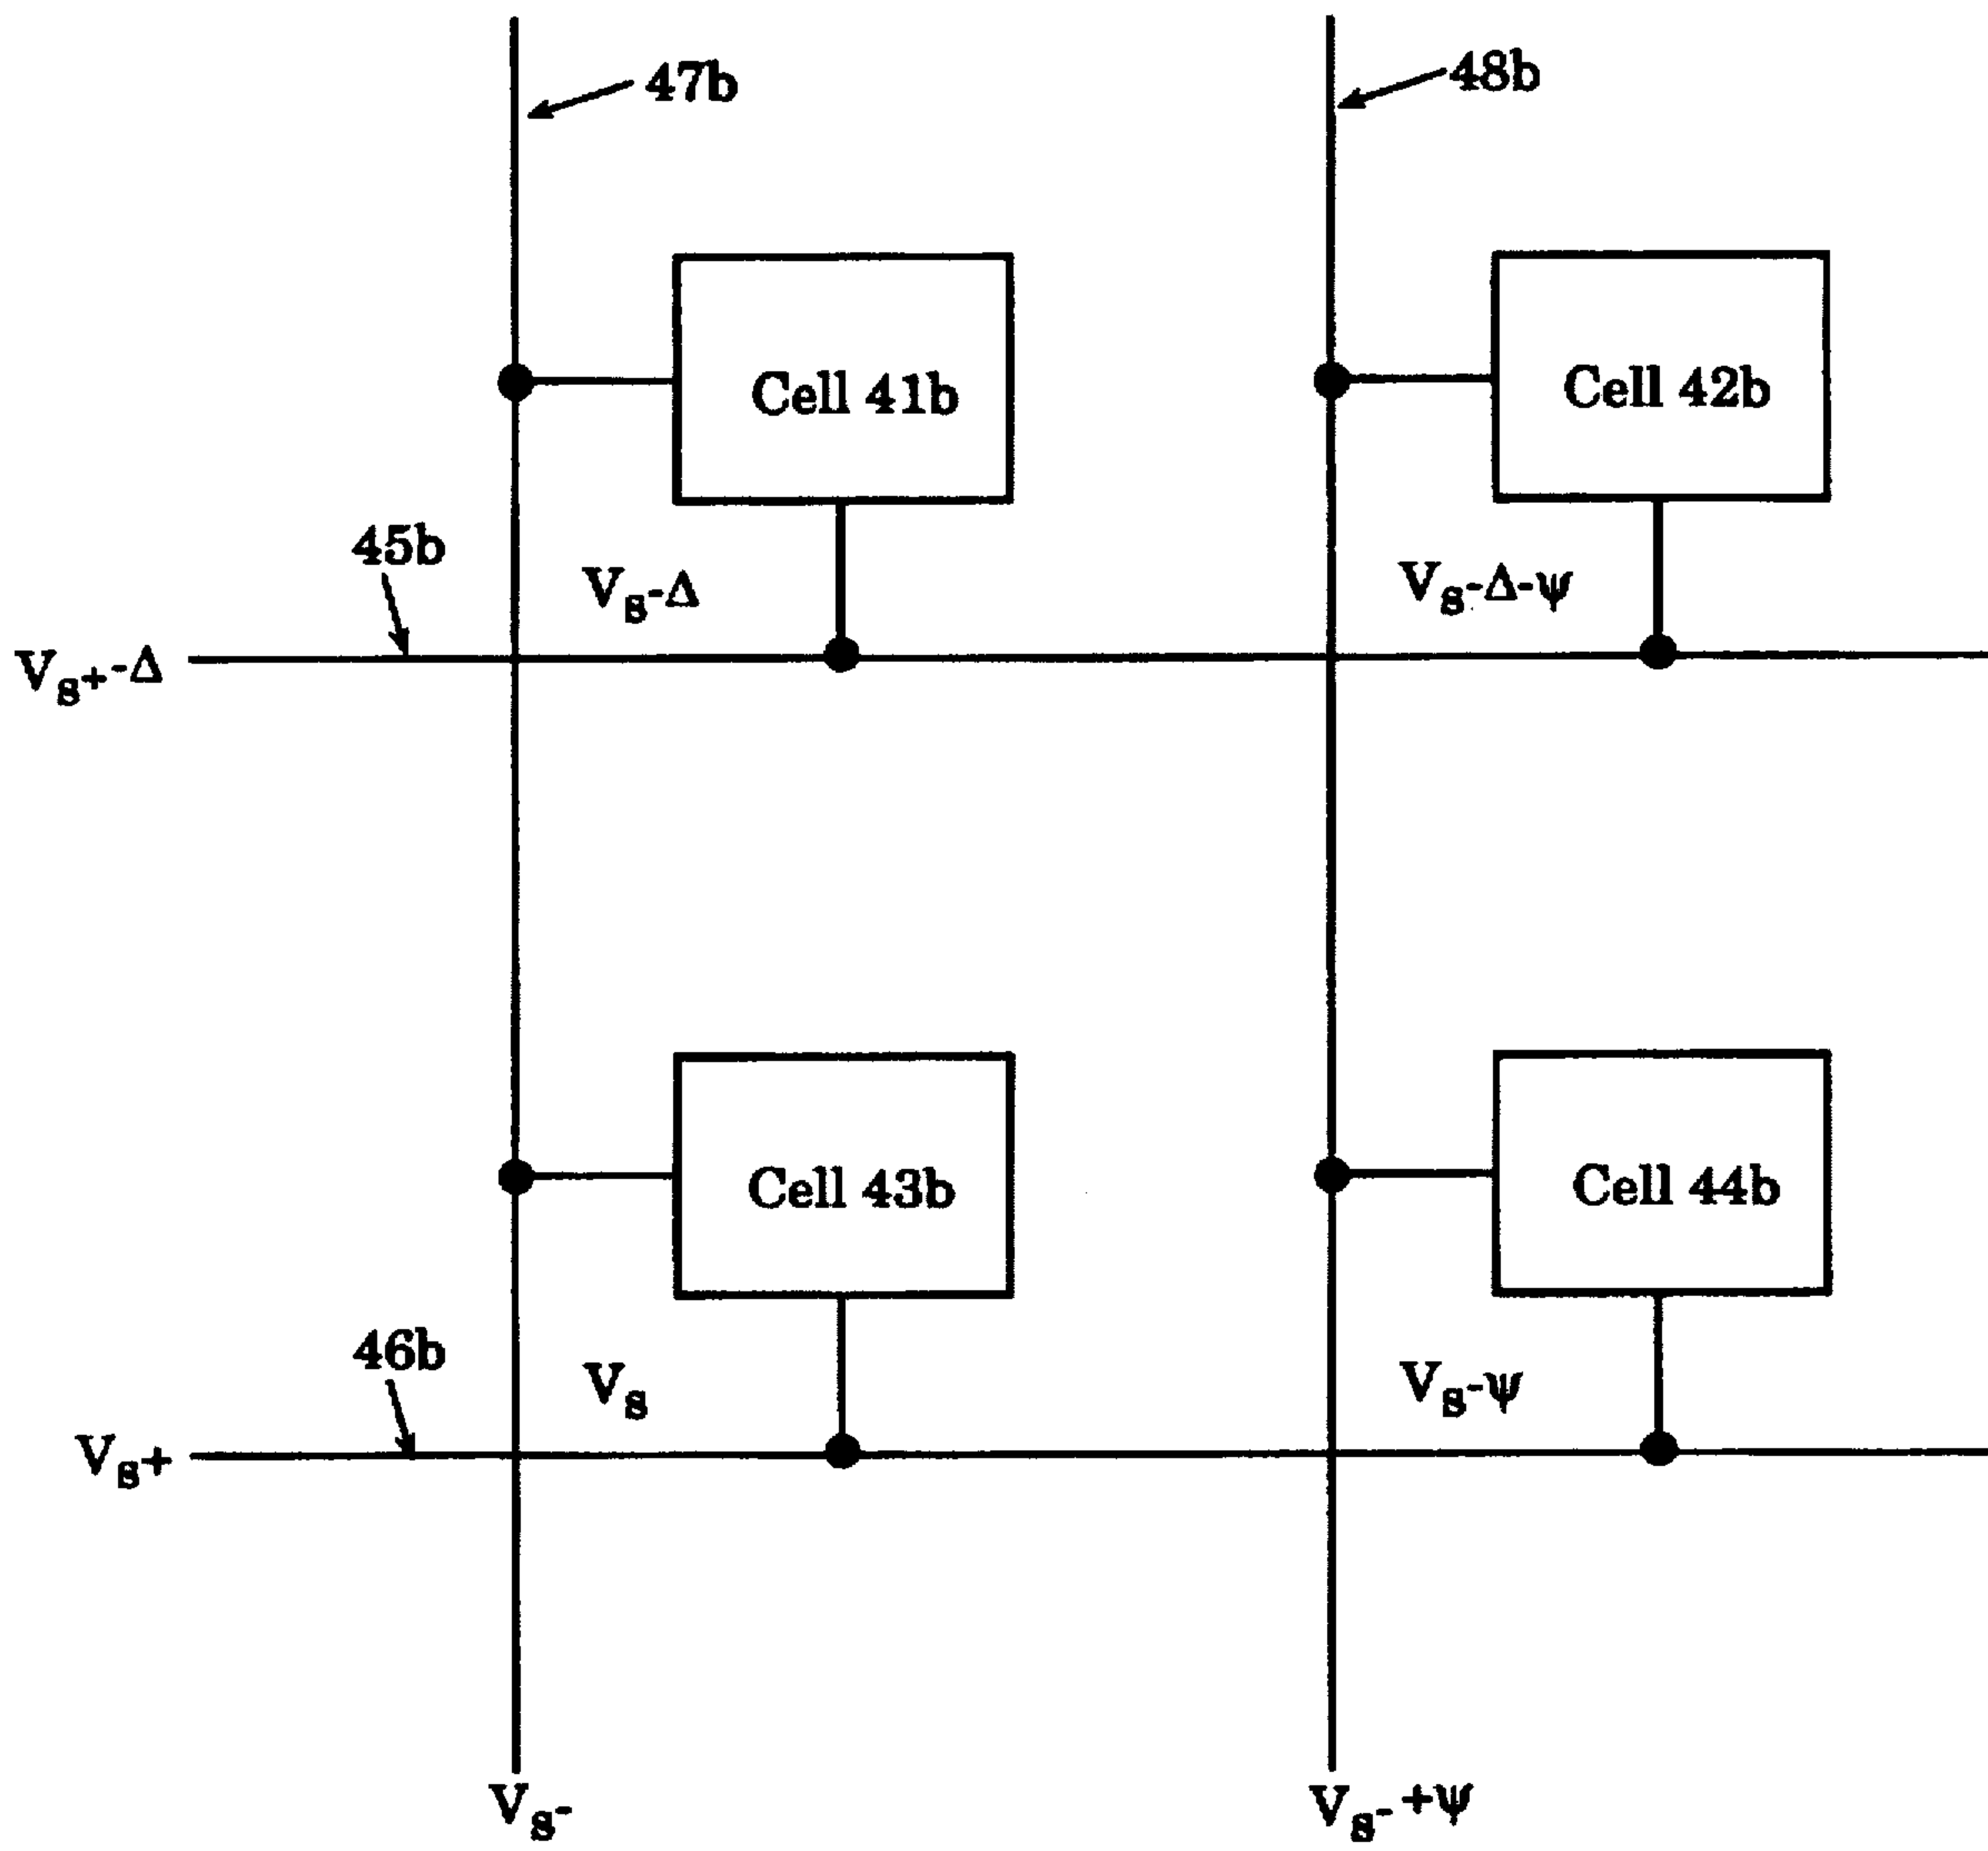 47b
48b
Cell 41b
Cell 42b
45b
Vs-Δ
Vs-Δ-ψ
Vs+-Δ
Cell 43b
Cell 44b
46b
Vs
Vs-ψ
Vs+
Vs-
Vs-+ψ